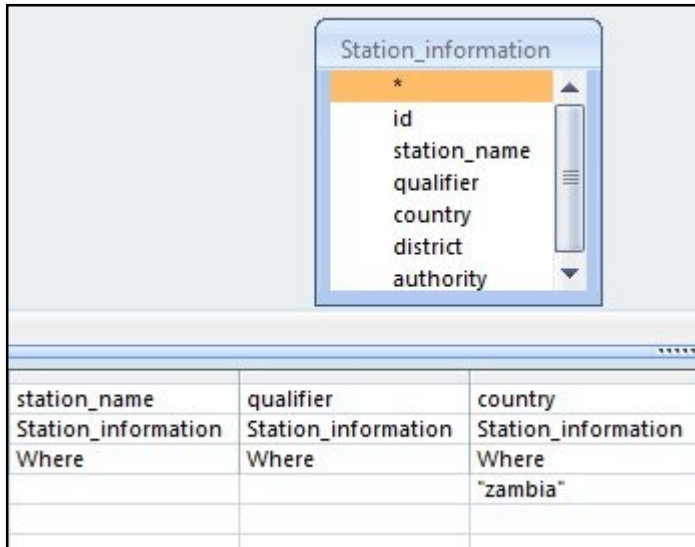 Station_information
*
id
station_name
qualifier
country
district
authority
station_name qualifier country
Station_information Station_information Station_information
Where Where Where
"zambia"